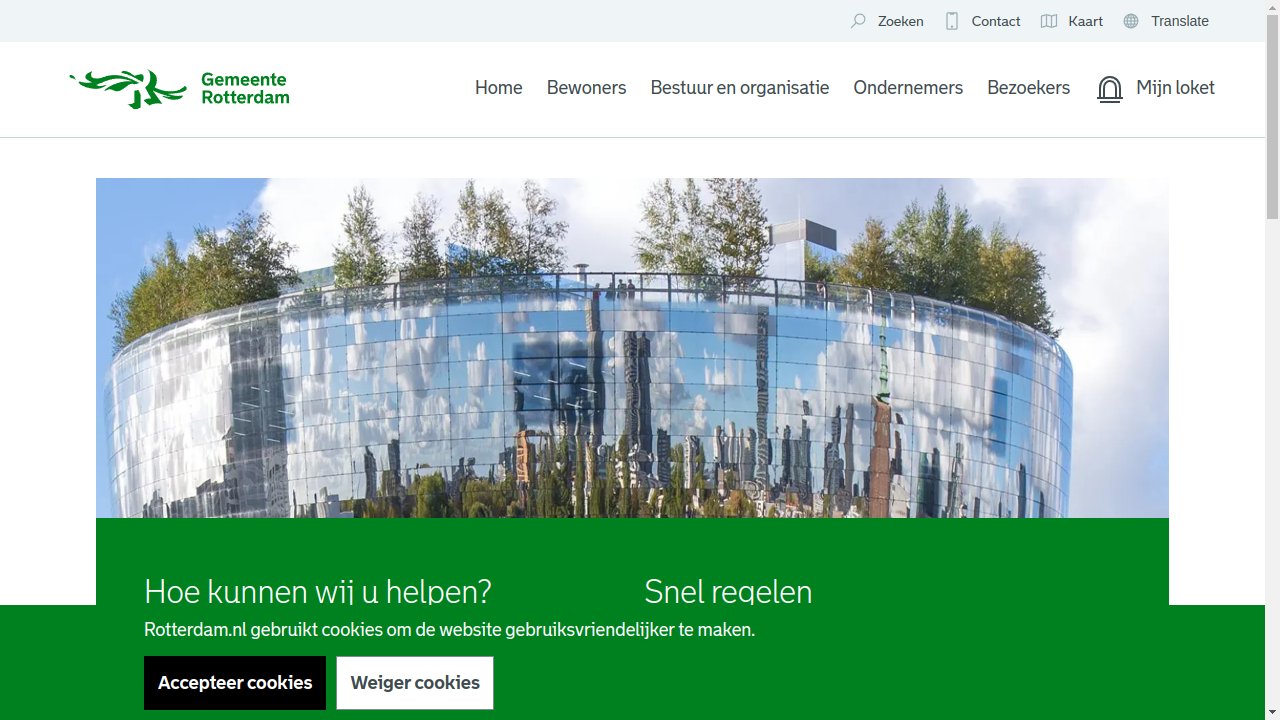 Zoeken Contact Kaart Translate
Gemeente
Rotterdam
Home Bewoners Bestuur en organisatie Ondernemers Bezoekers Mijn loket
Hoe kunnen wij u helpen? Snel regelen
Rotterdam.nl gebruikt cookies om de website gebruiksvriendelijker te maken.
Accepteer cookies Weiger cookies